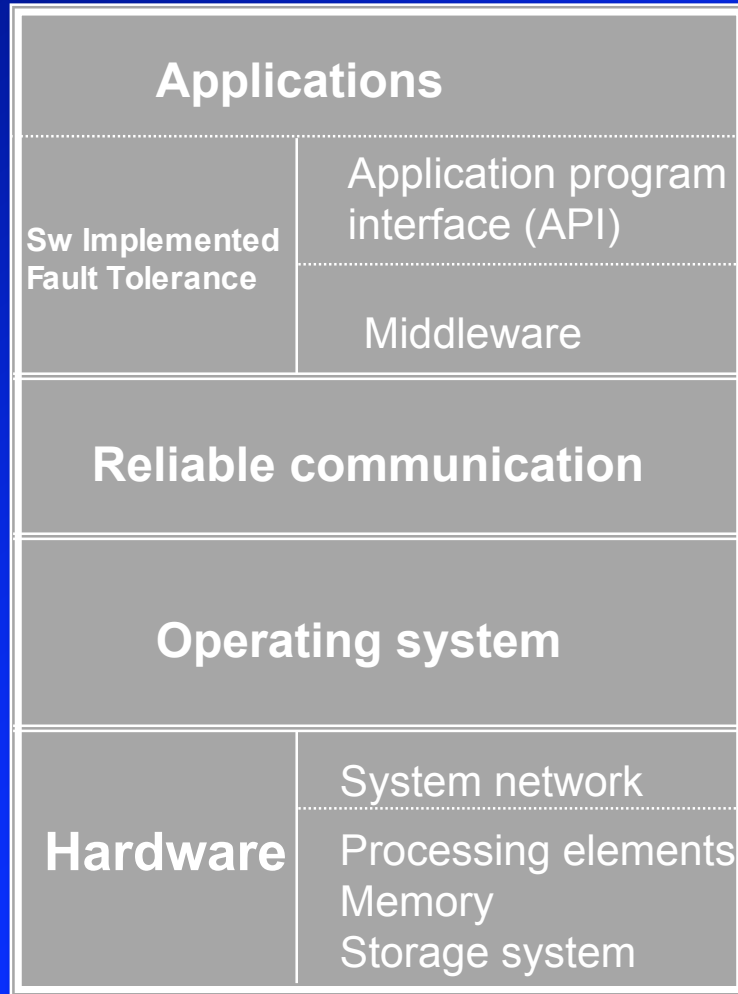 Applications
Sw Implemented
Fault Tolerance
Application program
interface (API)
Middleware
Reliable communication
Operating system
Hardware
System network
Processing elements
Memory
Storage system